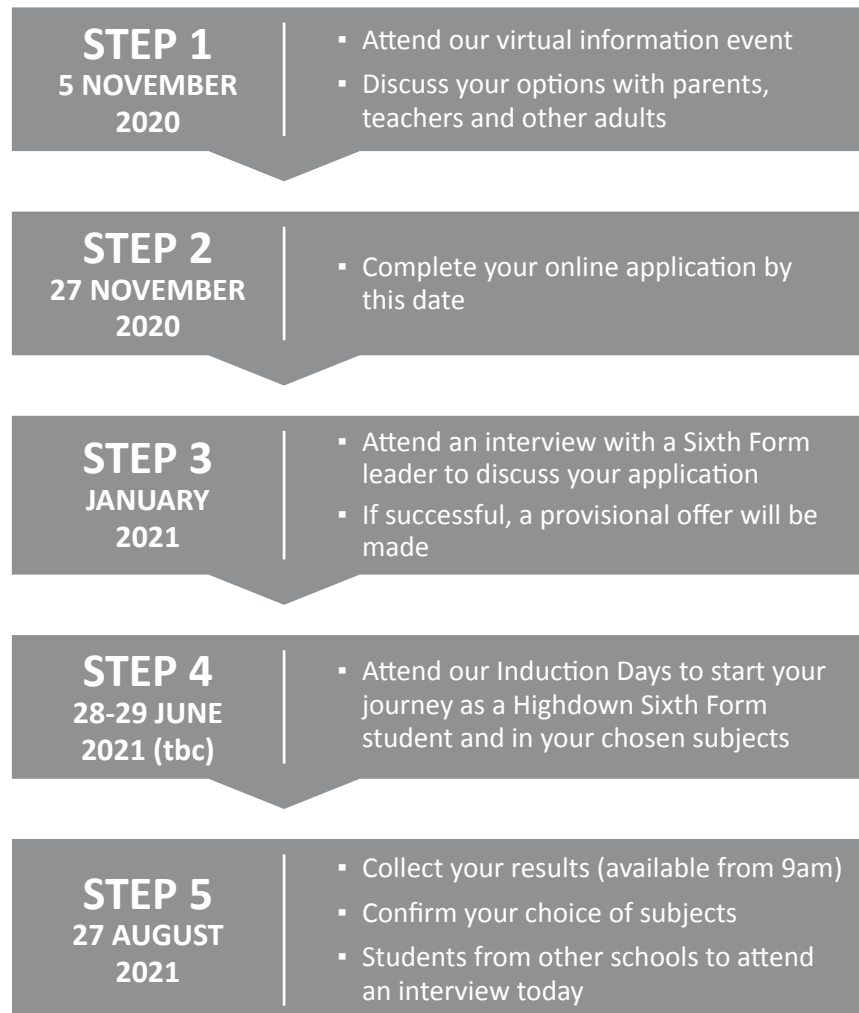 STEP 1
5 NOVEMBER
2020
▪ Attend our virtual information event
▪ Discuss your options with parents,
teachers and other adults
STEP 2
27 NOVEMBER
2020
▪ Complete your online application by
this date
STEP 3
JANUARY
2021
▪ Attend an interview with a Sixth Form
leader to discuss your application
▪ If successful, a provisional offer will be
made
STEP 4
28-29 JUNE
2021 (tbc)
▪ Attend our Induction Days to start your
journey as a Highdown Sixth Form
student and in your chosen subjects
STEP 5
27 AUGUST
2021
▪ Collect your results (available from 9am)
▪ Confirm your choice of subjects
▪ Students from other schools to attend
an interview today